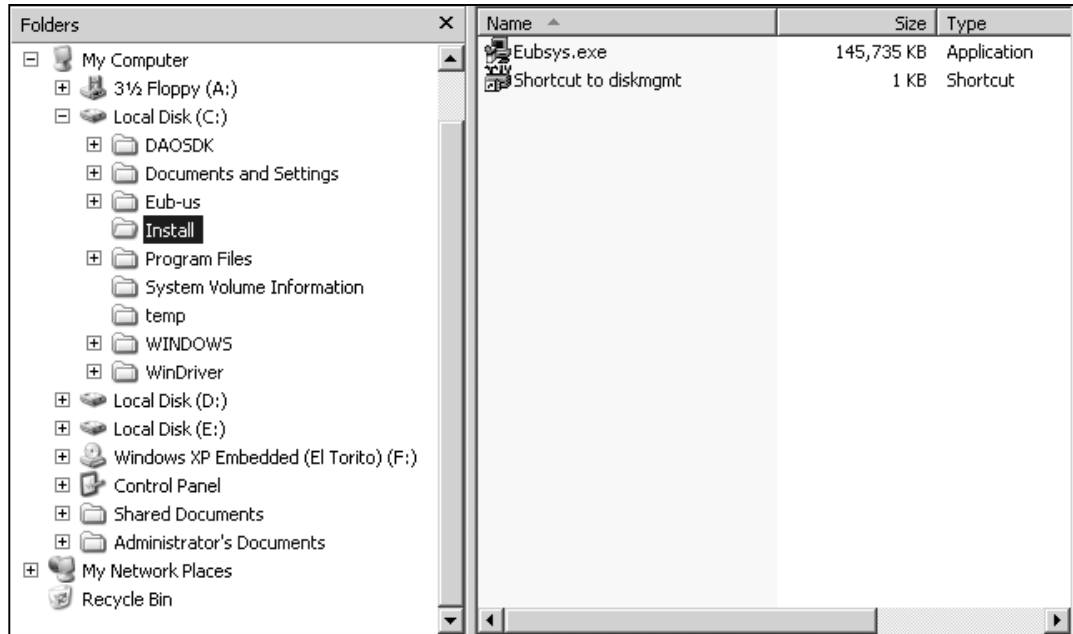 Folders
My Computer
3½ Floppy (A:)
Local Disk (C:)
DAOSDK
Documents and Settings
Eub-us
Install
Program Files
System Volume Information
temp
WINDOWS
WinDriver
Local Disk (D:)
Local Disk (E:)
Windows XP Embedded (El Torito) (F:)
Control Panel
Shared Documents
Administrator's Documents
My Network Places
Recycle Bin
Name Size Type
Eubsys.exe 145,735 KB Application
Shortcut to diskmgmt 1 KB Shortcut